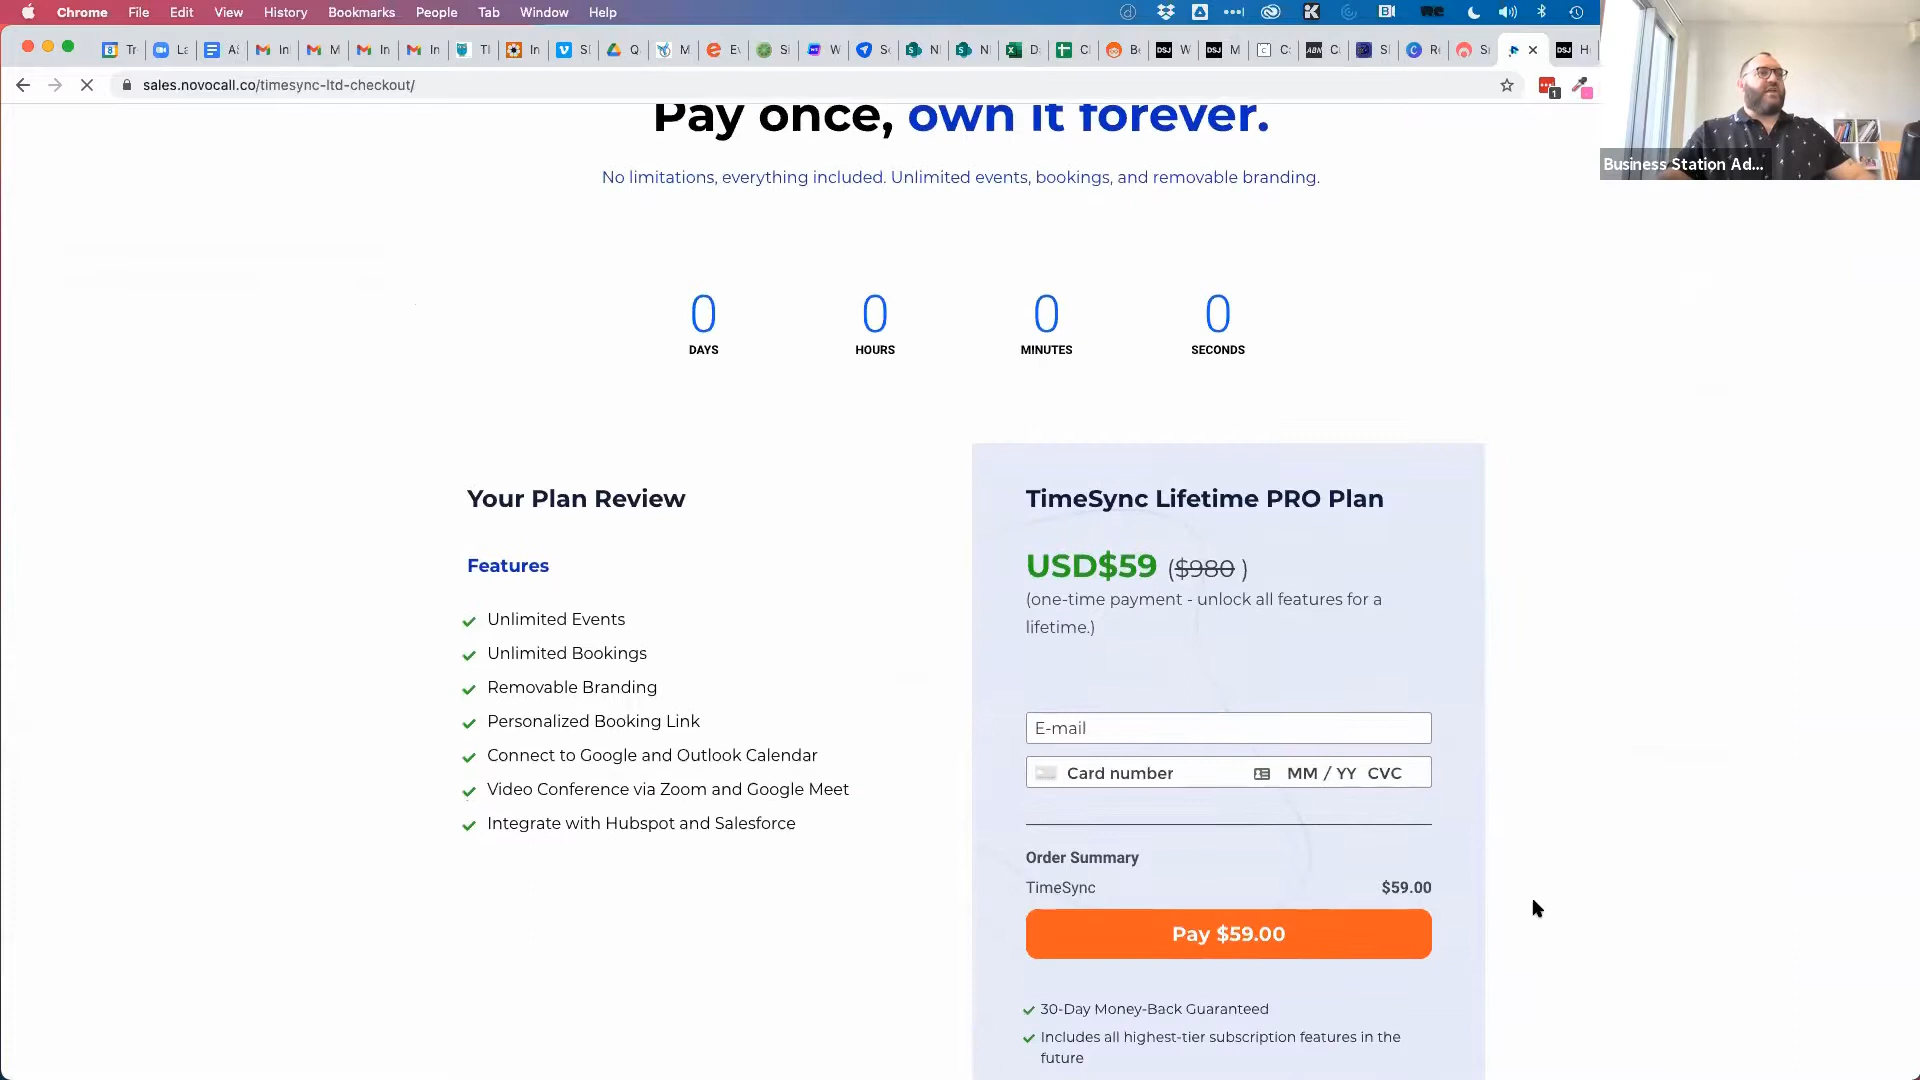 Chrome File Edit View History Bookmarks People Tab Window Help
sales.novocall.co/timesync-ltd-checkout/
Business Station Ad...
Pay once, own it forever.
No limitations, everything included. Unlimited events, bookings, and removable branding.
0 0 0 0
DAYS HOURS MINUTES SECONDS
Your Plan Review
Features
Unlimited Events
Unlimited Bookings
Removable Branding
Personalized Booking Link
Connect to Google and Outlook Calendar
Video Conference via Zoom and Google Meet
Integrate with Hubspot and Salesforce
TimeSync Lifetime PRO Plan
USD$59 ($980 )
(one-time payment - unlock all features for a
lifetime.)
E-mail
Card number MM / YY CVC
Order Summary
TimeSync $59.00
Pay $59.00
30-Day Money-Back Guaranteed
Includes all highest-tier subscription features in the
future